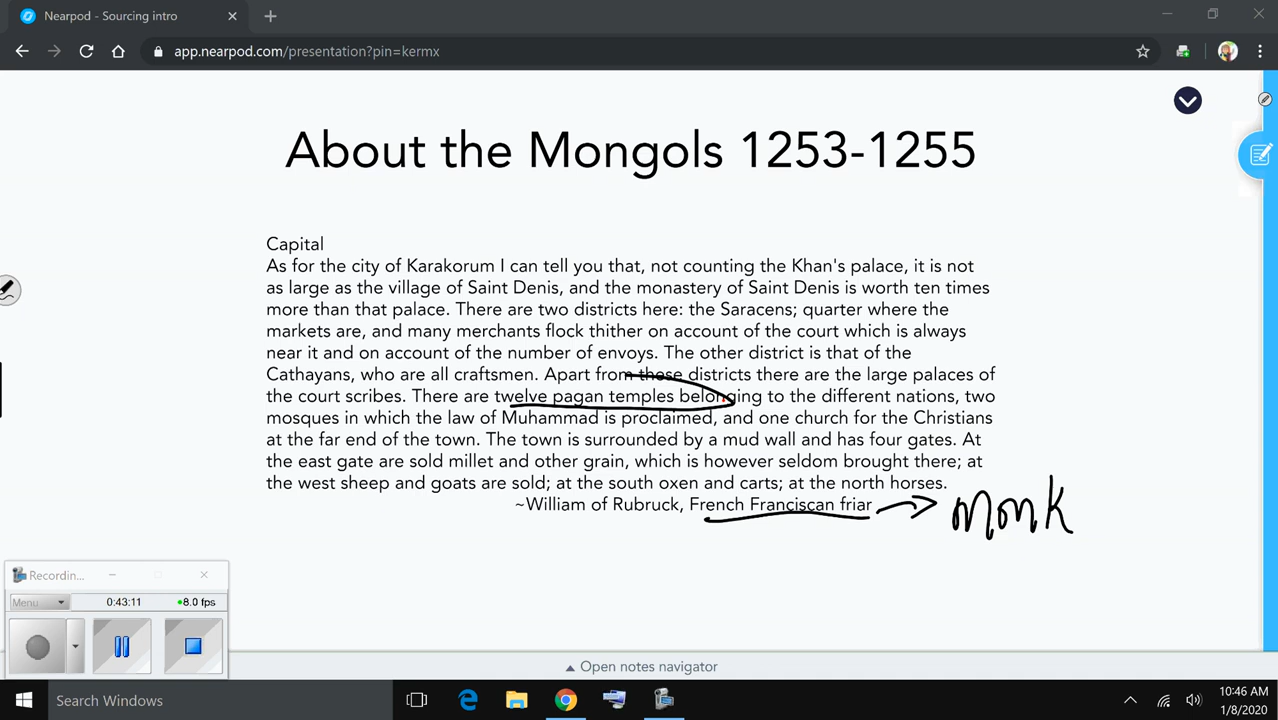 Nearpod - Sourcing intro
app.nearpod.com/presentation?pin=kermx
About the Mongols 1253-1255
Capital
As for the city of Karakorum I can tell you that, not counting the Khan's palace, it is not
as large as the village of Saint Denis, and the monastery of Saint Denis is worth ten times
more than that palace. There are two districts here: the Saracens; quarter where the
markets are, and many merchants flock thither on account of the court which is always
near it and on account of the number of envoys. The other district is that of the
Cathayans, who are all craftsmen. Apart from these districts there are the large palaces of
the court scribes. There are twelve pagan temples belonging to the different nations, two
mosques in which the law of Muhammad is proclaimed, and one church for the Christians
at the far end of the town. The town is surrounded by a mud wall and has four gates. At
the east gate are sold millet and other grain, which is however seldom brought there; at
the west sheep and goats are sold; at the south oxen and carts; at the north horses.
~William of Rubruck, French Franciscan friar
monk
Recordin...
Menu 0:43:11 8.0 fps
Open notes navigator
Search Windows
10:46 AM
1/8/2020